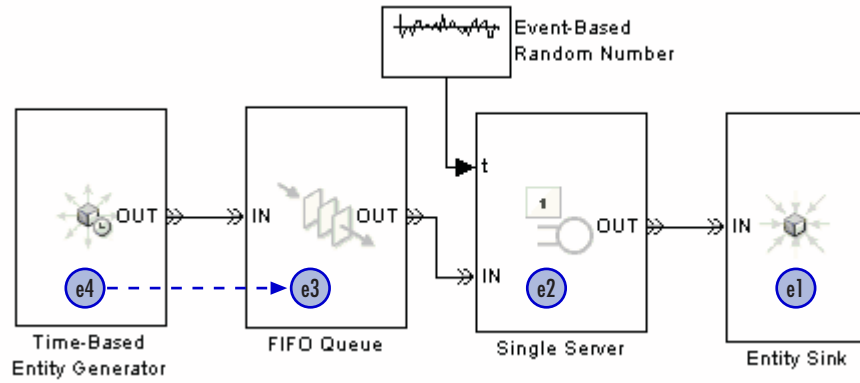 Event-Based
Random Number
t
1
OUT
IN
OUT
OUT
IN
IN
e4
e3
e2
e1
Time-Based
Entity Generator
FIFO Queue
Single Server
Entity Sink